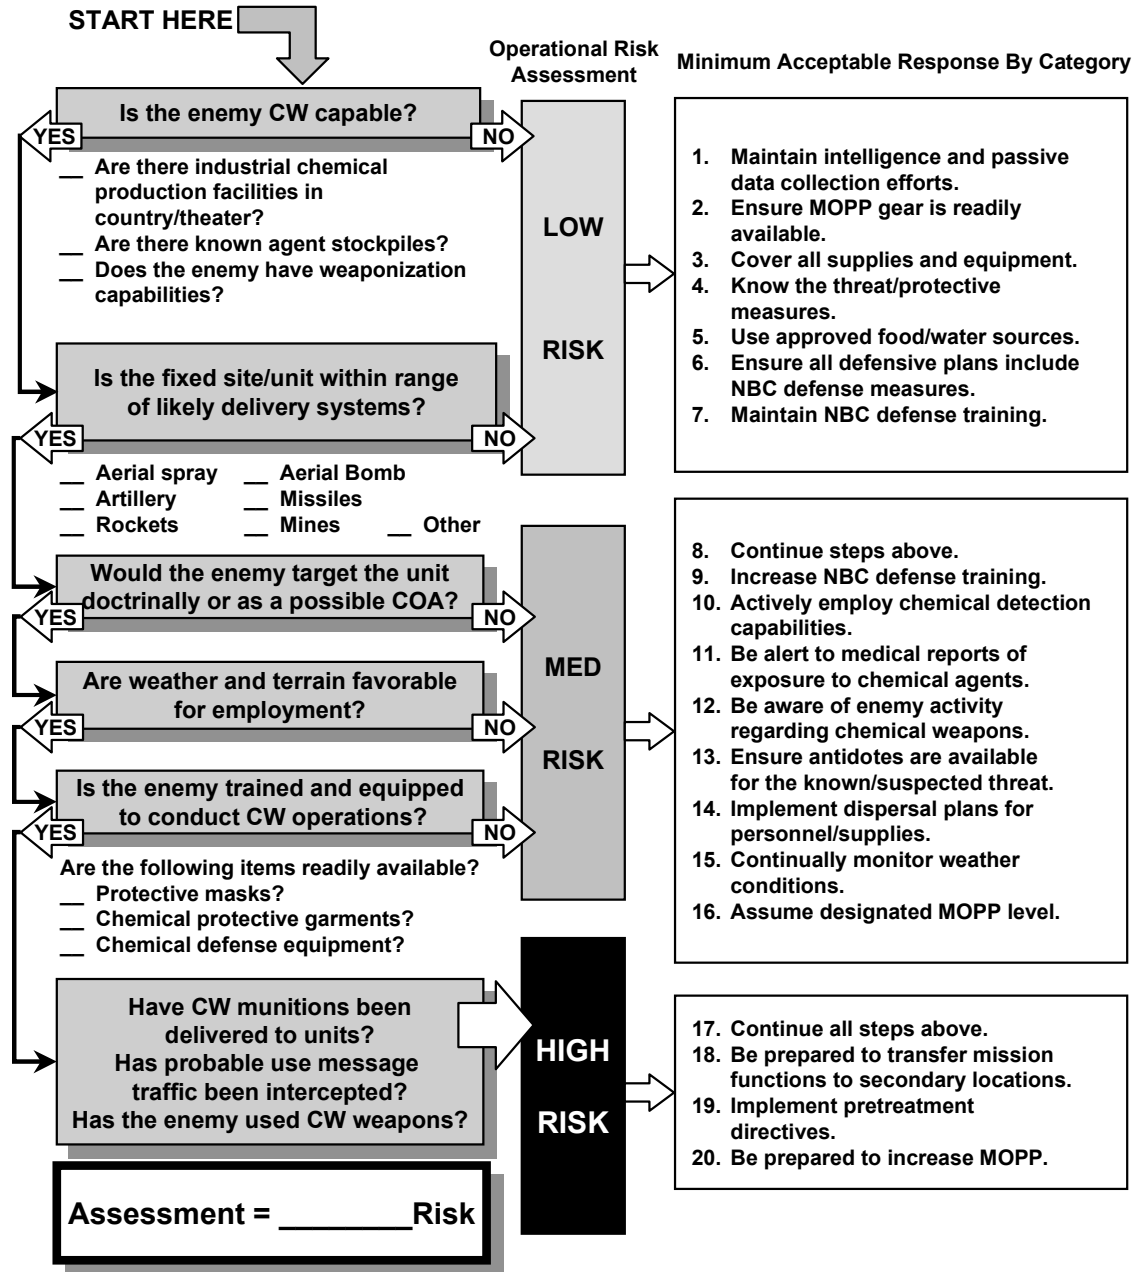 START HERE
Operational Risk
Assessment
Minimum Acceptable Response By Category
Is the enemy CW capable?
YES
NO
__ Are there industrial chemical
production facilities in
country/theater?
__ Are there known agent stockpiles?
__ Does the enemy have weaponization
capabilities?
Is the fixed site/unit within range
of likely delivery systems?
YES
NO
__ Aerial spray __ Aerial Bomb
__ Artillery __ Missiles
__ Rockets __ Mines __ Other
Would the enemy target the unit
doctrinally or as a possible COA?
YES
NO
Are weather and terrain favorable
for employment?
YES
NO
Is the enemy trained and equipped
to conduct CW operations?
YES
NO
Are the following items readily available?
__ Protective masks?
__ Chemical protective garments?
__ Chemical defense equipment?
Have CW munitions been
delivered to units?
Has probable use message
traffic been intercepted?
Has the enemy used CW weapons?
Assessment = ________Risk
LOW
RISK
MED
RISK
HIGH
RISK
1. Maintain intelligence and passive
data collection efforts.
2. Ensure MOPP gear is readily
available.
3. Cover all supplies and equipment.
4. Know the threat/protective
measures.
5. Use approved food/water sources.
6. Ensure all defensive plans include
NBC defense measures.
7. Maintain NBC defense training.
8. Continue steps above.
9. Increase NBC defense training.
10. Actively employ chemical detection
capabilities.
11. Be alert to medical reports of
exposure to chemical agents.
12. Be aware of enemy activity
regarding chemical weapons.
13. Ensure antidotes are available
for the known/suspected threat.
14. Implement dispersal plans for
personnel/supplies.
15. Continually monitor weather
conditions.
16. Assume designated MOPP level.
17. Continue all steps above.
18. Be prepared to transfer mission
functions to secondary locations.
19. Implement pretreatment
directives.
20. Be prepared to increase MOPP.